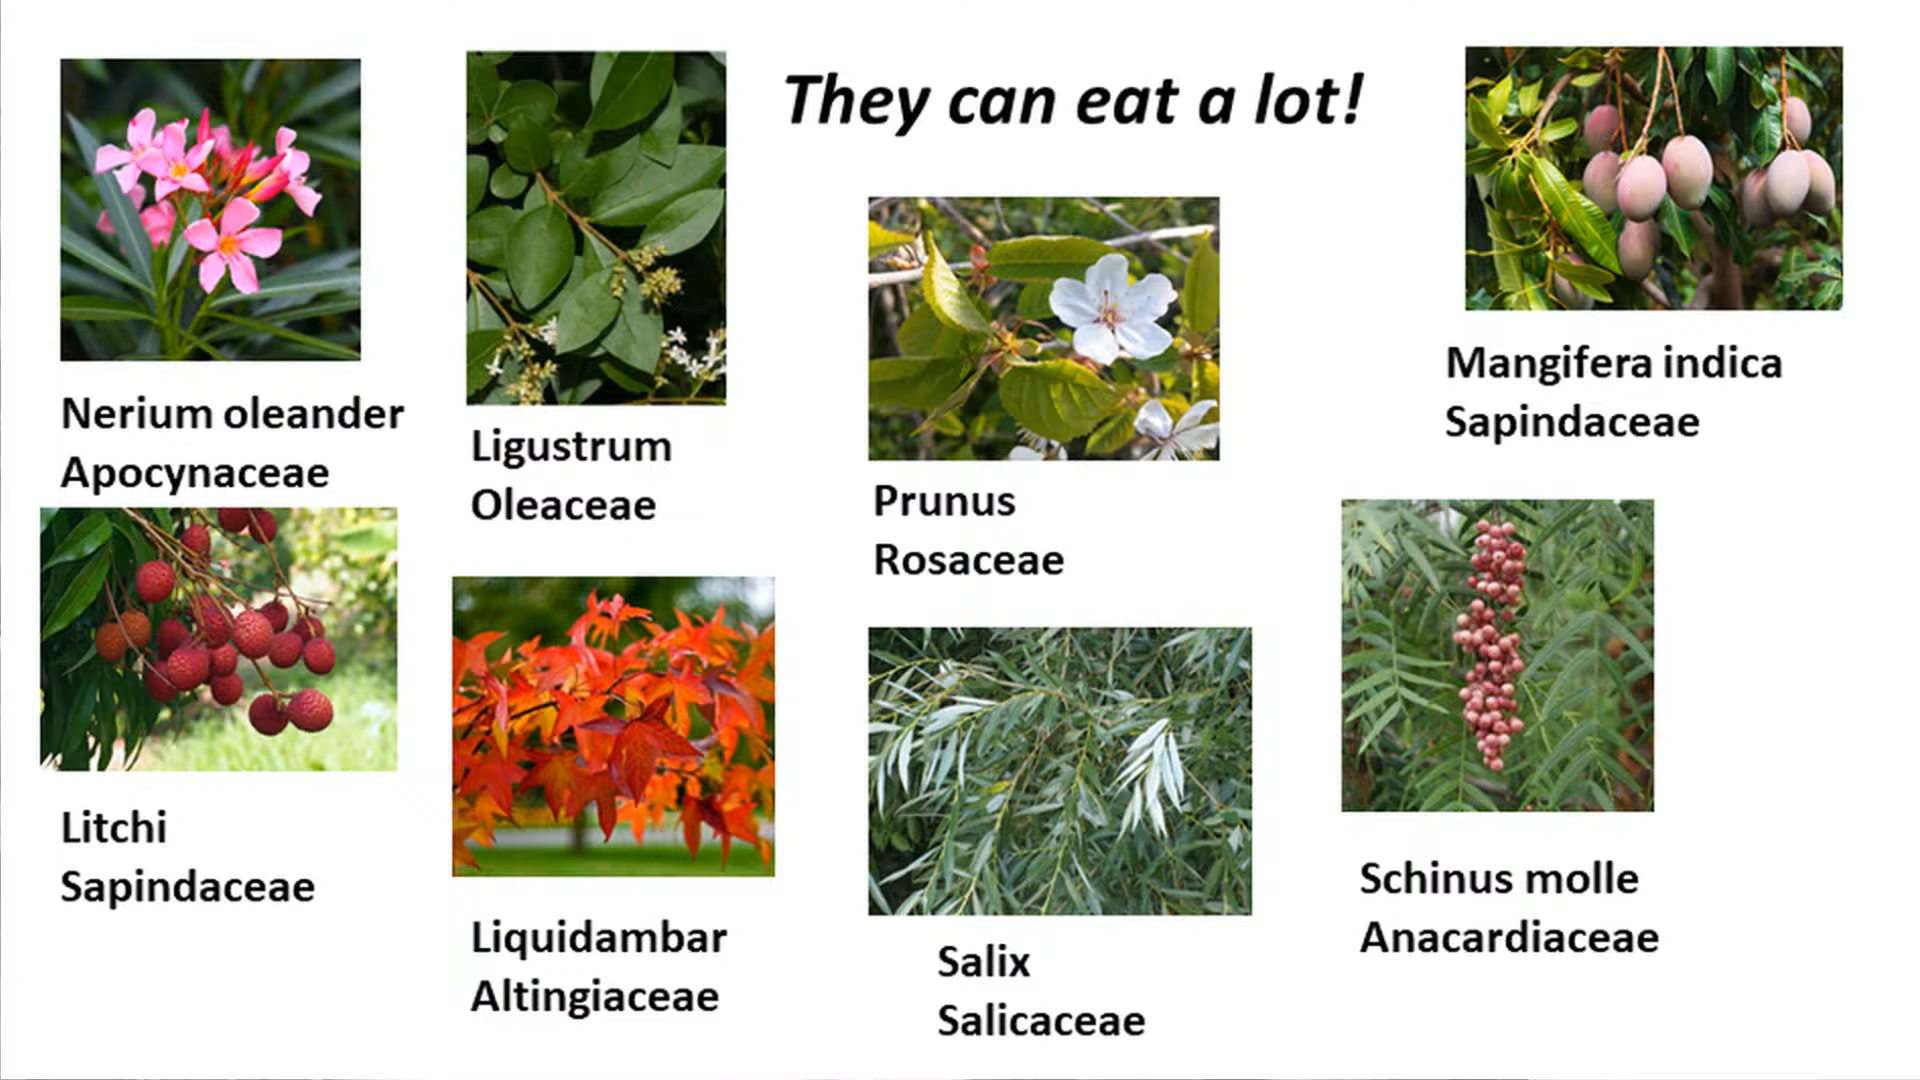 They can eat a lot!
Nerium oleander
Apocynaceae
Ligustrum
Oleaceae
Prunus
Rosaceae
Mangifera indica
Sapindaceae
Litchi
Sapindaceae
Liquidambar
Altingiaceae
Salix
Salicaceae
Schinus molle
Anacardiaceae